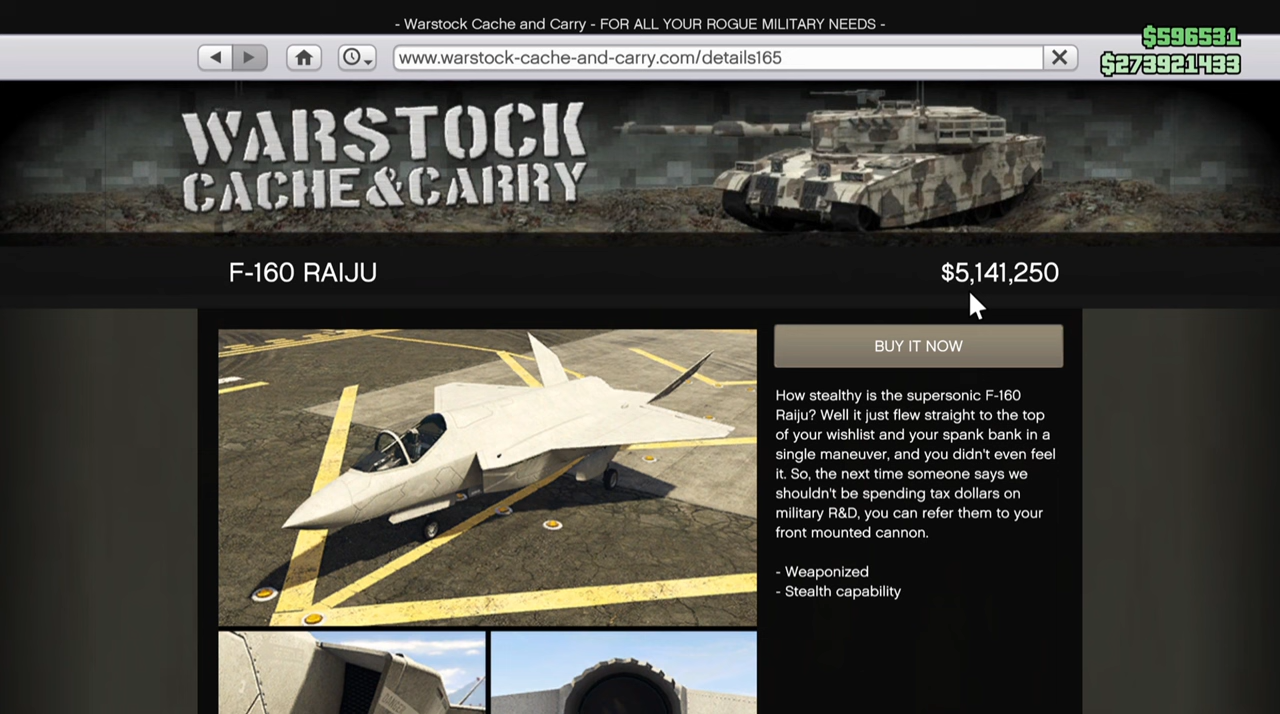 - Warstock Cache and Carry - FOR ALL YOUR ROGUE MILITARY NEEDS -
www.warstock-cache-and-carry.com/details165
$596531
$273921433
WARSTOCK
CACHE&CARRY
F-160 RAIJU
$5,141,250
BUY IT NOW
How stealthy is the supersonic F-160
Raiju? Well it just flew straight to the top
of your wishlist and your spank bank in a
single maneuver, and you didn't even feel
it. So, the next time someone says we
shouldn't be spending tax dollars on
military R&D, you can refer them to your
front mounted cannon.
- Weaponized
- Stealth capability